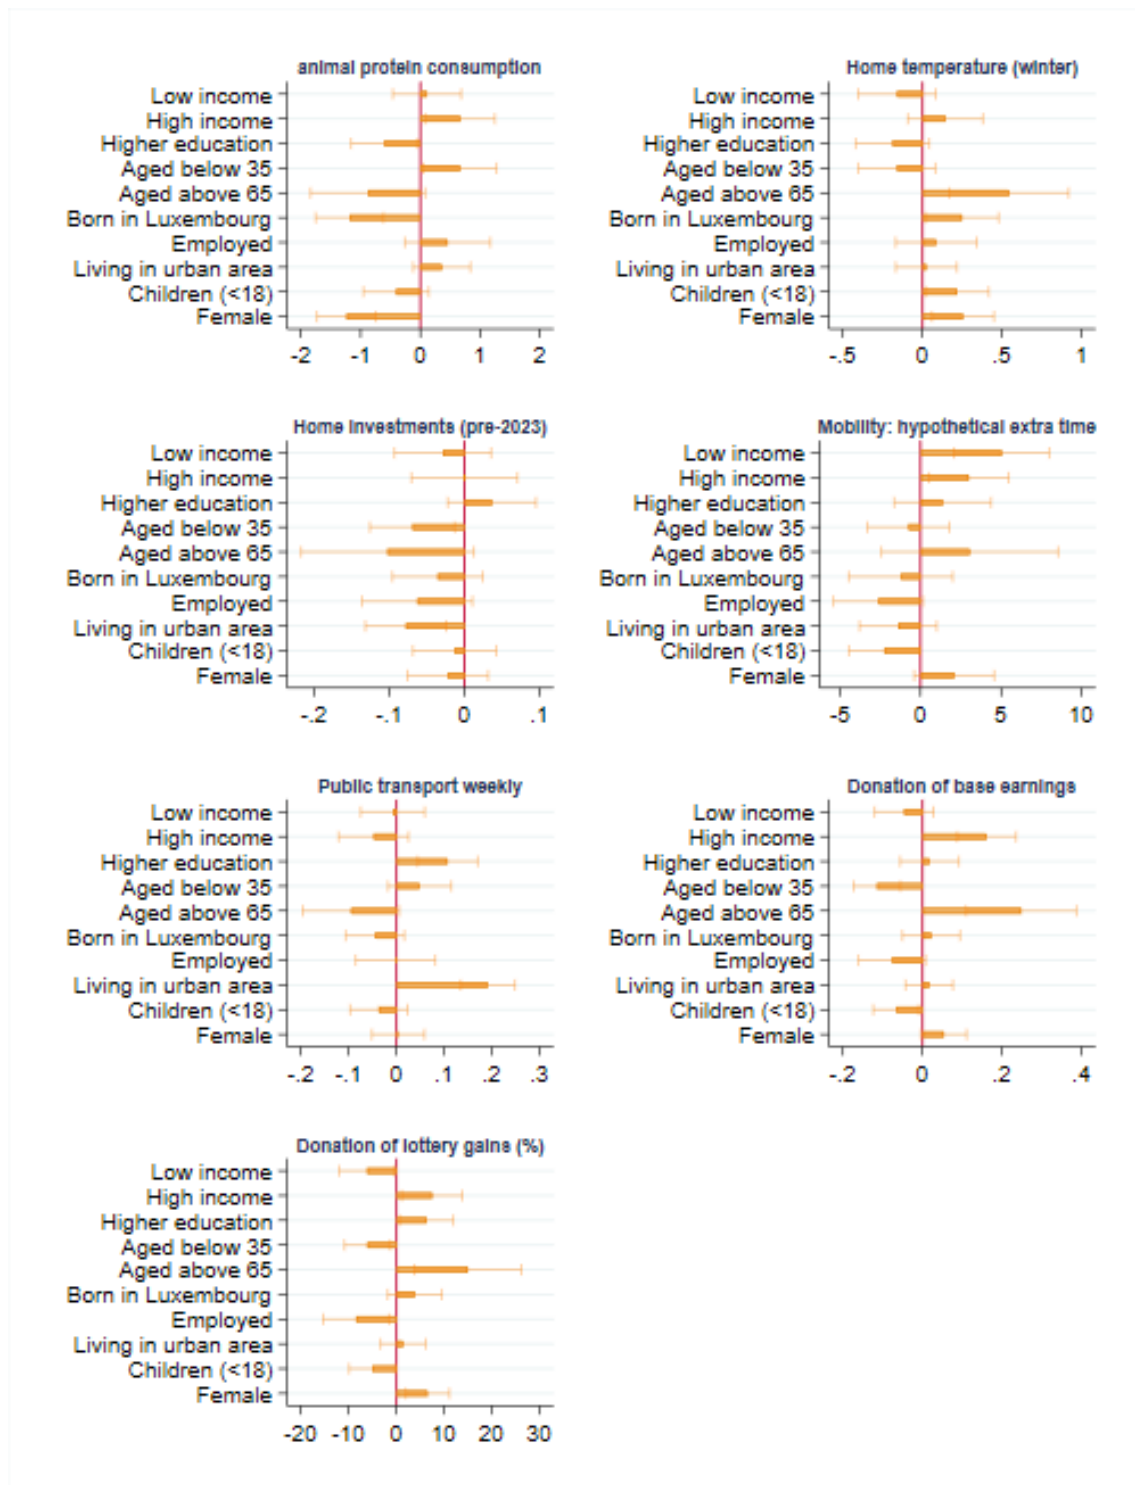 animal protein consumption
Low income
High income
Higher education
Aged below 35
Aged above 65
Born in Luxembourg
Employed
Living in urban area
Children (<18)
Female
-2 -1 0 1 2
Home temperature (winter)
Low income
High income
Higher education
Aged below 35
Aged above 65
Born in Luxembourg
Employed
Living in urban area
Children (<18)
Female
-.5 0 .5 1
Home investments (pre-2023)
Low income
High income
Higher education
Aged below 35
Aged above 65
Born in Luxembourg
Employed
Living in urban area
Children (<18)
Female
-.2 -.1 0 .1
Mobility: hypothetical extra time
Low income
High income
Higher education
Aged below 35
Aged above 65
Born in Luxembourg
Employed
Living in urban area
Children (<18)
Female
-5 0 5 10
Public transport weekly
Low income
High income
Higher education
Aged below 35
Aged above 65
Born in Luxembourg
Employed
Living in urban area
Children (<18)
Female
-.2 -.1 0 .1 .2 .3
Donation of base earnings
Low income
High income
Higher education
Aged below 35
Aged above 65
Born in Luxembourg
Employed
Living in urban area
Children (<18)
Female
-.2 0 .2 .4
Donation of lottery gains (%)
Low income
High income
Higher education
Aged below 35
Aged above 65
Born in Luxembourg
Employed
Living in urban area
Children (<18)
Female
-20 -10 0 10 20 30